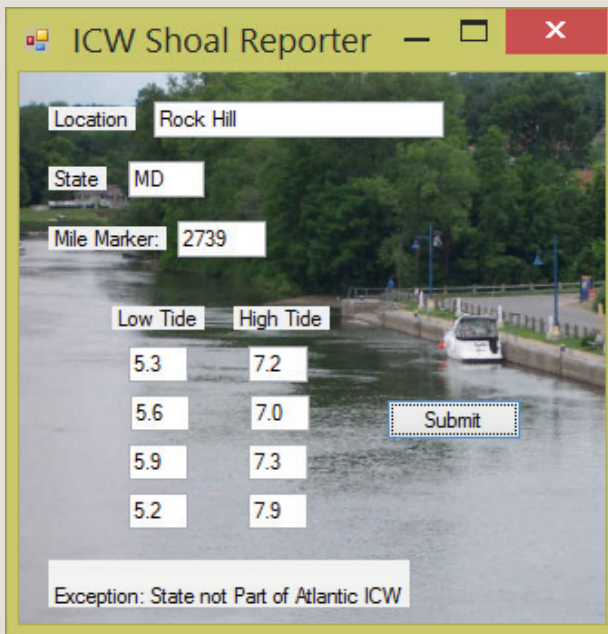 ICW Shoal Reporter
Location Rock Hill
State MD
Mile Marker: 2739
Low Tide High Tide
5.3 7.2
5.6 7.0
Submit
5.9 7.3
5.2 7.9
Exception: State not Part of Atlantic ICW